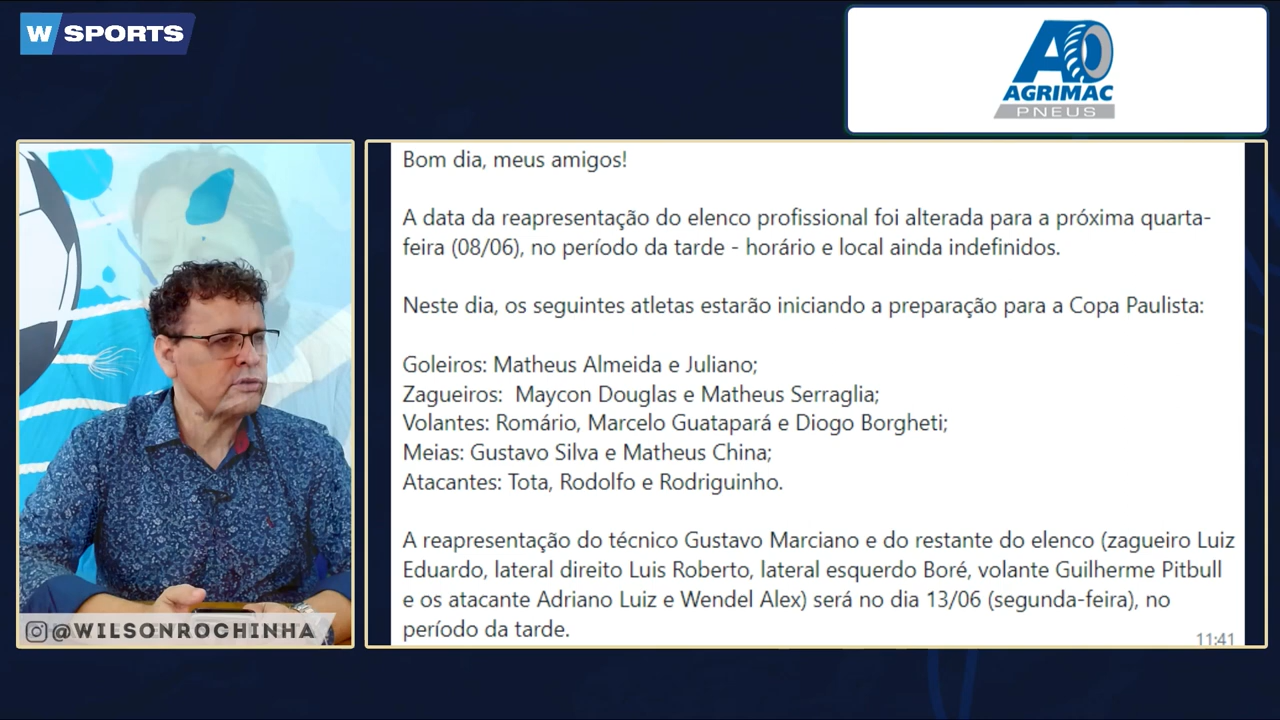 W SPORTS
AGRIMAC
PNEUS
Bom dia, meus amigos!
A data da reapresentação do elenco profissional foi alterada para a próxima quarta-
feira (08/06), no período da tarde - horário e local ainda indefinidos.
Neste dia, os seguintes atletas estarão iniciando a preparação para a Copa Paulista:
Goleiros: Matheus Almeida e Juliano;
Zagueiros:  Maycon Douglas e Matheus Serraglia;
Volantes: Romário, Marcelo Guatapará e Diogo Borgheti;
Meias: Gustavo Silva e Matheus China;
Atacantes: Tota, Rodolfo e Rodriguinho.
A reapresentação do técnico Gustavo Marciano e do restante do elenco (zagueiro Luiz
Eduardo, lateral direito Luis Roberto, lateral esquerdo Boré, volante Guilherme Pitbull
e os atacante Adriano Luiz e Wendel Alex) será no dia 13/06 (segunda-feira), no
período da tarde.
11:41
@WILSONROCHINHA